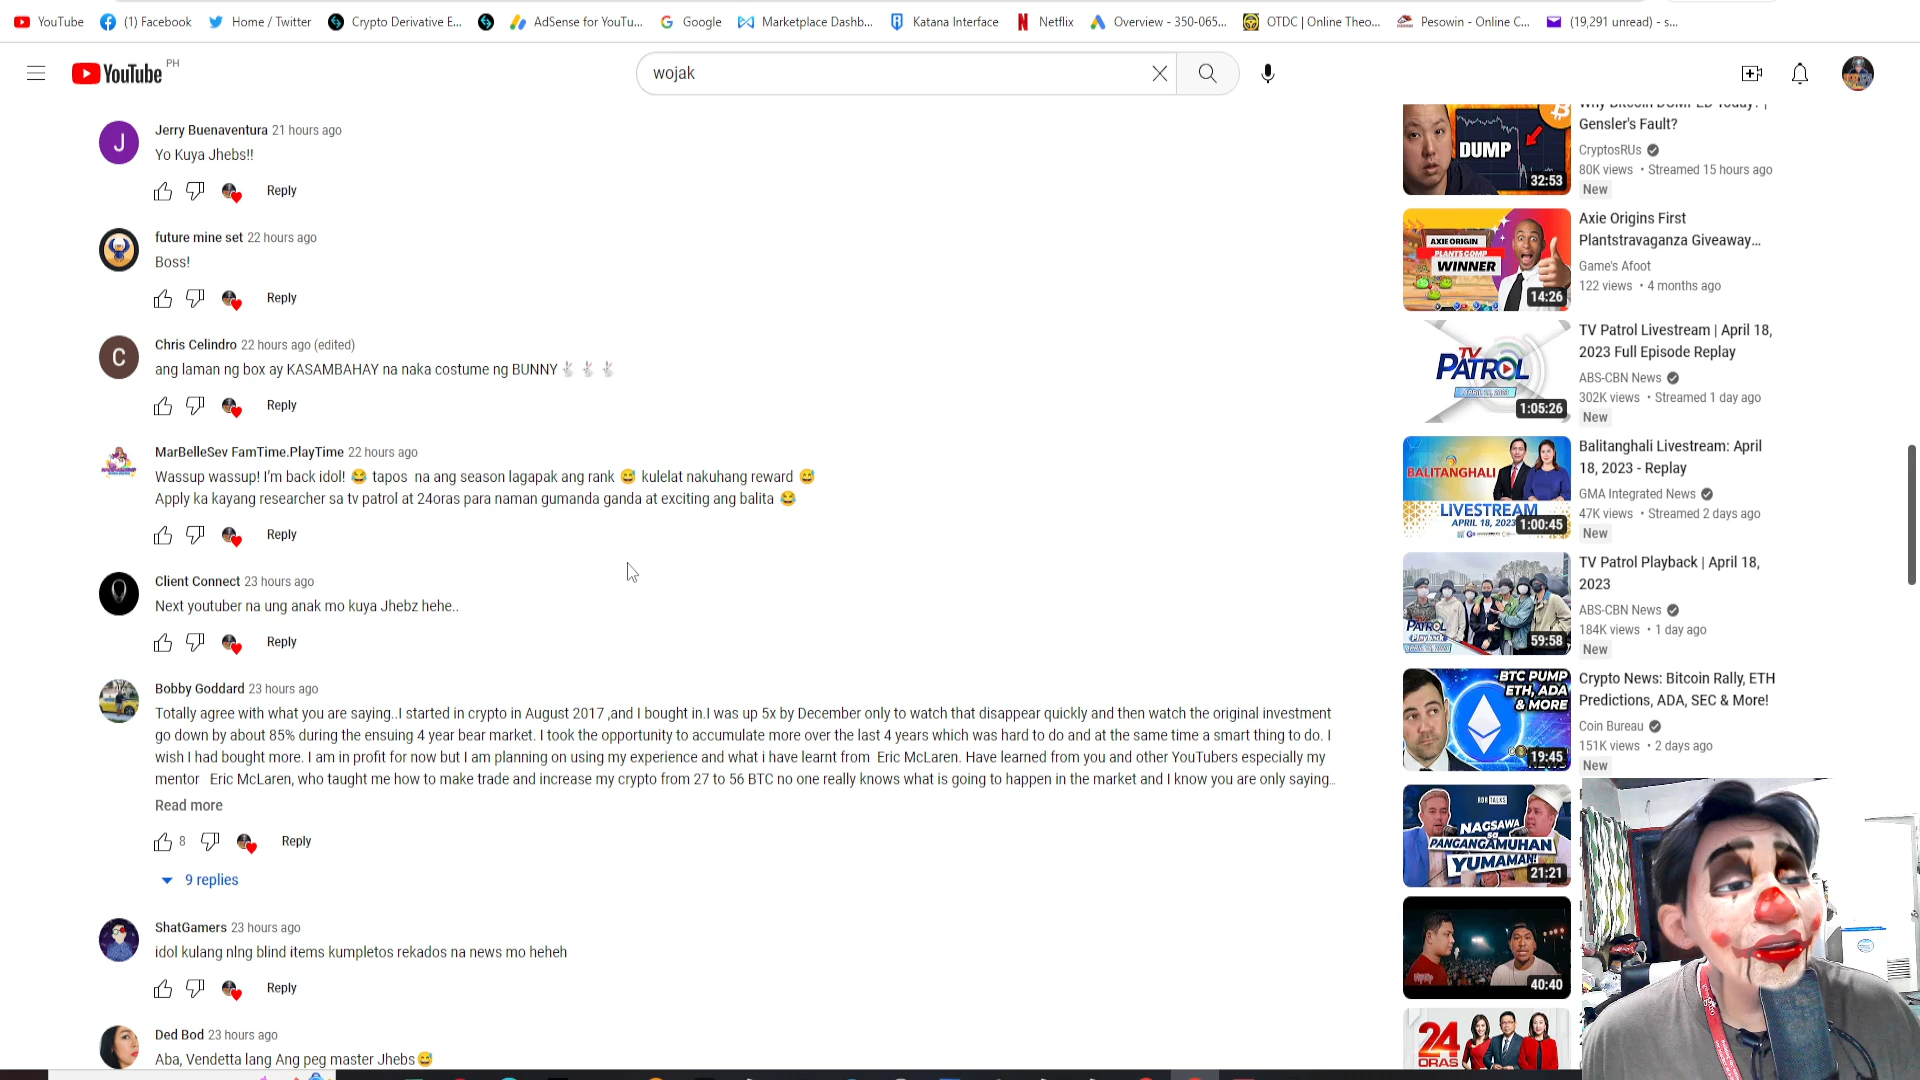 YouTube (1) Facebook Home / Twitter Crypto Derivative E... AdSense for YouTu... Google Marketplace Dashb... Katana Interface Netflix Overview - 350-065... OTDC | Online Theo... Pesowin - Online C... (19,291 unread) - s...
YouTube PH
wojak
Jerry Buenaventura 21 hours ago
Yo Kuya Jhebs!!
Reply
future mine set 22 hours ago
Boss!
Reply
Chris Celindro 22 hours ago (edited)
ang laman ng box ay KASAMBAHAY na naka costume ng BUNNY🐇 🐇 🐇
Reply
MarBelleSev FamTime.PlayTime 22 hours ago
Wassup wassup! I'm back idol! 😂 tapos na ang season lagapak ang rank 😅 kulelat nakuhang reward 😅
Apply ka kayang researcher sa tv patrol at 24oras para naman gumanda ganda at exciting ang balita 😂
Reply
Client Connect 23 hours ago
Next youtuber na ung anak mo kuya Jhebz hehe..
Reply
Bobby Goddard 23 hours ago
Totally agree with what you are saying..I started in crypto in August 2017 ,and I bought in.I was up 5x by December only to watch that disappear quickly and then watch the original investment
go down by about 85% during the ensuing 4 year bear market. I took the opportunity to accumulate more over the last 4 years which was hard to do and at the same time a smart thing to do. I
wish I had bought more. I am in profit for now but I am planning on using my experience and what i have learnt from Eric McLaren. Have learned from you and other YouTubers especially my
mentor Eric McLaren, who taught me how to make trade and increase my crypto from 27 to 56 BTC no one really knows what is going to happen in the market and I know you are only saying...
Read more
8 Reply
9 replies
ShatGamers 23 hours ago
idol kulang nlng blind items kumpletos rekados na news mo heheh
Reply
Ded Bod 23 hours ago
Aba, Vendetta lang Ang peg master Jhebs😅
DUMP
32:53
Why Bitcoin DUMPED Today? |
Gensler's Fault?
CryptosRUs
80K views • Streamed 15 hours ago
New
AXIE ORIGIN
PLANTS COMP
WINNER
14:26
Axie Origins First
Plantstravaganza Giveaway...
Game's Afoot
122 views • 4 months ago
TV
PATROL
APRIL 18, 2023
1:05:26
TV Patrol Livestream | April 18,
2023 Full Episode Replay
ABS-CBN News
302K views • Streamed 1 day ago
New
BALITANGHALI
LIVESTREAM
APRIL 18, 2023
1:00:45
Balitanghali Livestream: April
18, 2023 - Replay
GMA Integrated News
47K views • Streamed 2 days ago
New
TV
PATROL
PLAYBACK
59:58
TV Patrol Playback | April 18,
2023
ABS-CBN News
184K views • 1 day ago
New
BTC PUMP
ETH, ADA
& MORE
19:45
Crypto News: Bitcoin Rally, ETH
Predictions, ADA, SEC & More!
Coin Bureau
151K views • 2 days ago
New
RDR TALKS
NAGSAWA
sa
PANGANGAMUHAN
YUMAMAN!
21:21
40:40
24
ORAS